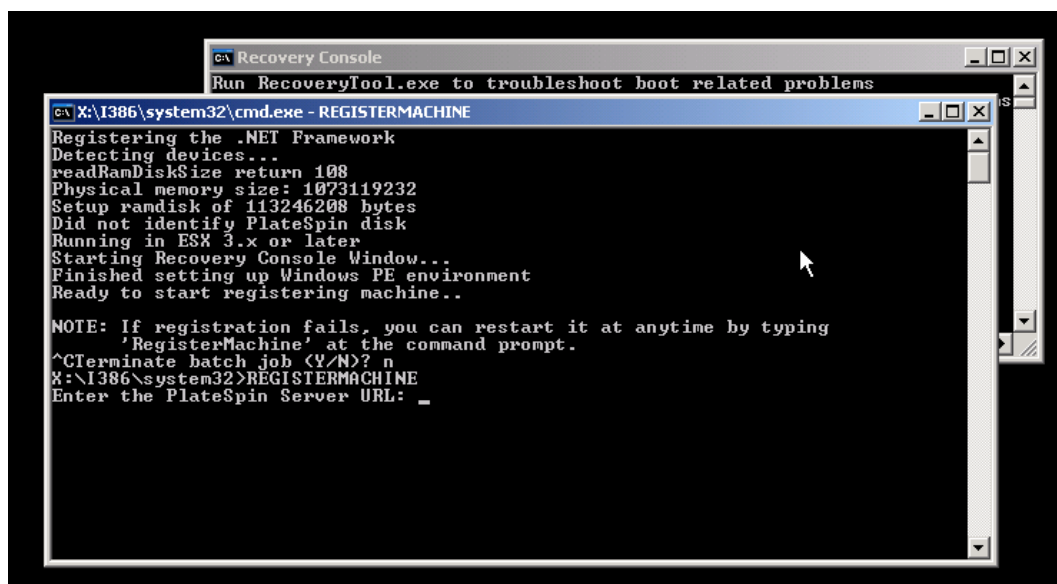 Recovery Console
Run RecoveryTool.exe to troubleshoot boot related problems
X:\I386\system32\cmd.exe - REGISTERMACHINE
Registering the .NET Framework
Detecting devices...
readRamDiskSize return 108
Physical memory size: 1073119232
Setup ramdisk of 113246208 bytes
Did not identify PlateSpin disk
Running in ESX 3.x or later
Starting Recovery Console Window...
Finished setting up Windows PE environment
Ready to start registering machine..
NOTE: If registration fails, you can restart it at anytime by typing
'RegisterMachine' at the command prompt.
^CTerminate batch job (Y/N)? n
X:\I386\system32>REGISTERMACHINE
Enter the PlateSpin Server URL: _